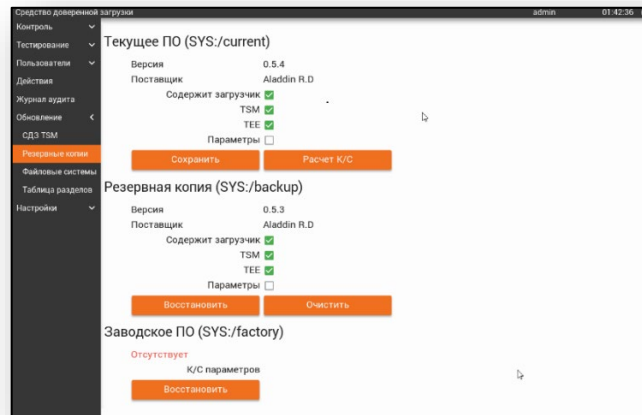 Средство доверенной загрузки admin 01:42:36
Контроль
Тестирование
Пользователи
Действия
Журнал аудита
Обновление
СДЗ TSM
Резервные копии
Файловые системы
Таблица разделов
Настройки
Текущее ПО (SYS:/current)
Версия 0.5.4
Поставщик Aladdin R.D
Содержит загрузчик
TSM
TEE
Параметры
Сохранить Расчет К/С
Резервная копия (SYS:/backup)
Версия 0.5.3
Поставщик Aladdin R.D
Содержит загрузчик
TSM
TEE
Параметры
Восстановить Очистить
Заводское ПО (SYS:/factory)
Отсутствует
К/С параметров
Восстановить